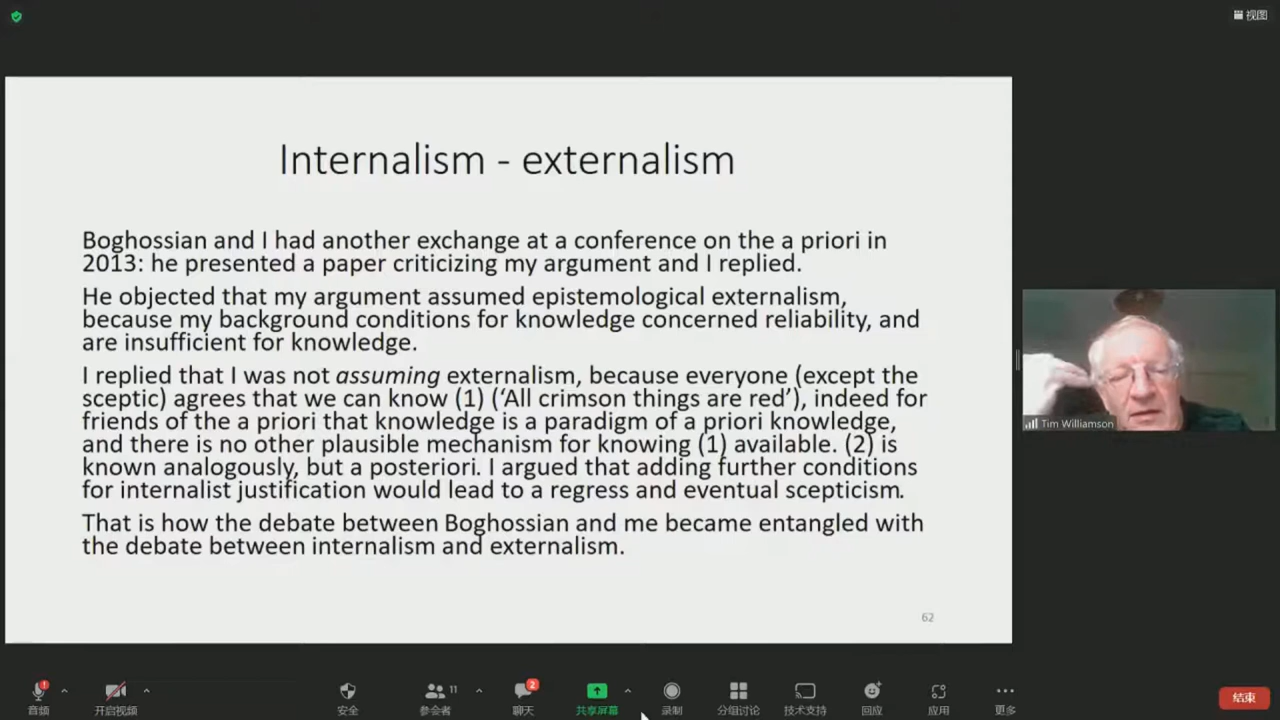 视图
Internalism - externalism
Boghossian and I had another exchange at a conference on the a priori in
2013: he presented a paper criticizing my argument and I replied.
He objected that my argument assumed epistemological externalism,
because my background conditions for knowledge concerned reliability, and
are insufficient for knowledge.
I replied that I was not assuming externalism, because everyone (except the
sceptic) agrees that we can know (1) (‘All crimson things are red’), indeed for
friends of the a priori that knowledge is a paradigm of a priori knowledge,
and there is no other plausible mechanism for knowing (1) available. (2) is
known analogously, but a posteriori. I argued that adding further conditions
for internalist justification would lead to a regress and eventual scepticism.
That is how the debate between Boghossian and me became entangled with
the debate between internalism and externalism.
62
Tim Williamson
11
2
音频
开启视频
安全
参会者
聊天
共享屏幕
录制
分组讨论
技术支持
回应
应用
更多
结束